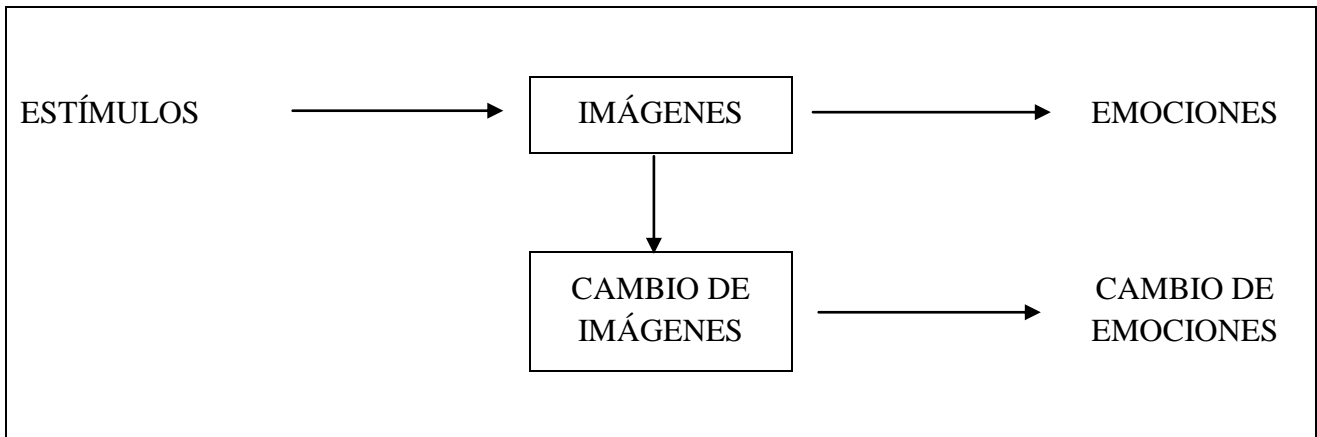 ESTÍMULOS
IMÁGENES
EMOCIONES
CAMBIO DE
IMÁGENES
CAMBIO DE
EMOCIONES